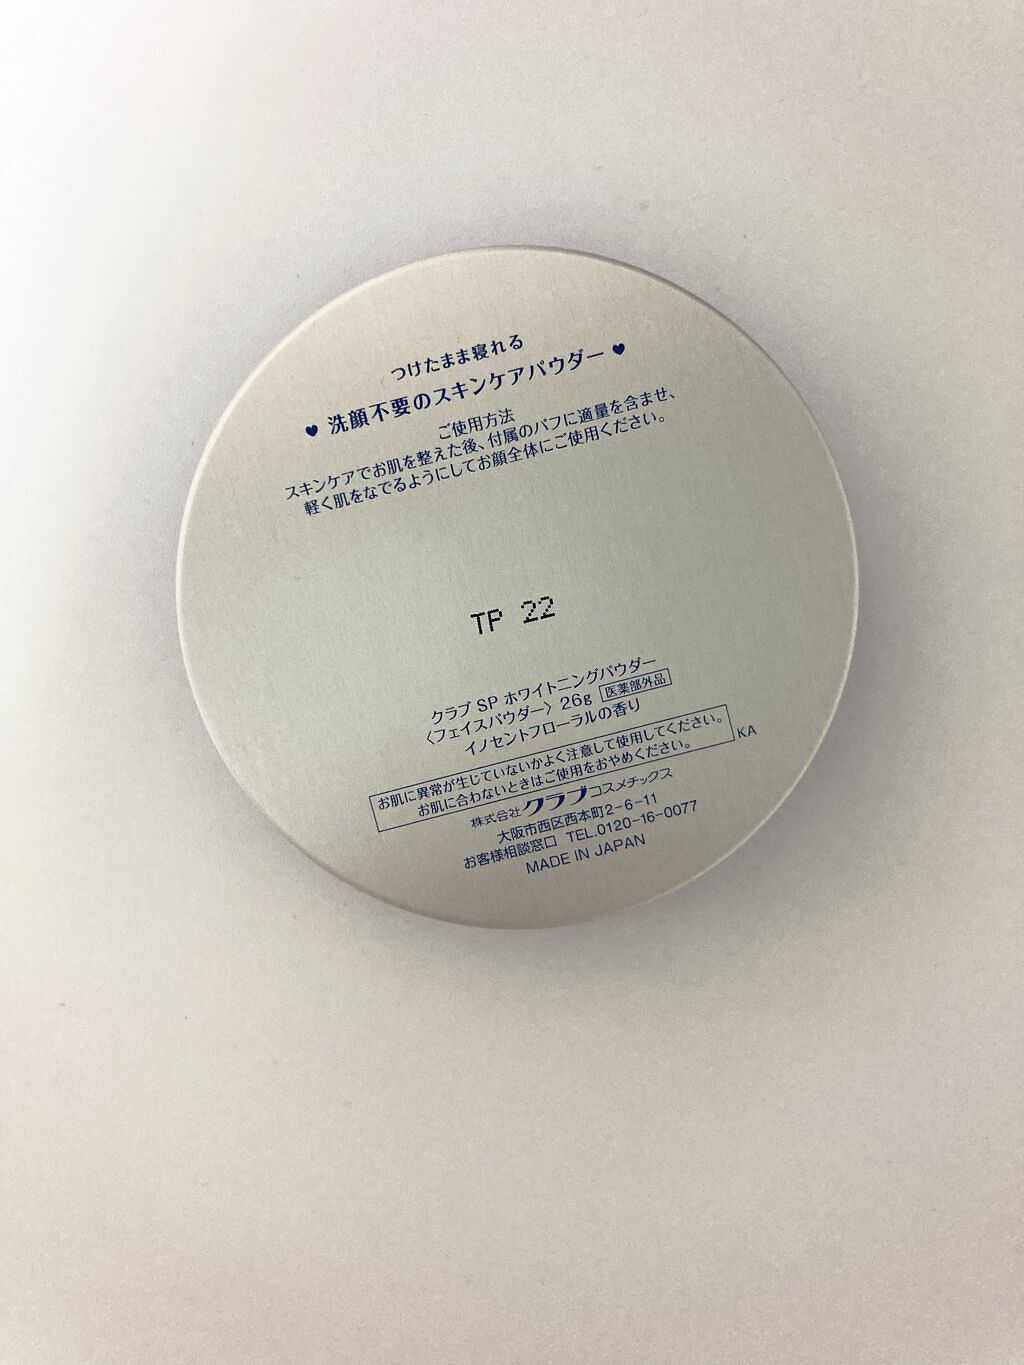 つけたまま寝れる
♥ 洗顔不要のスキンケアパウダー ♥
ご使用方法
スキンケアでお肌を整えた後、付属のパフに適量を含ませ、
軽く肌をなでるようにしてお顔全体にご使用ください。
TP 22
クラブ SP ホワイトニングパウダー
〈フェイスパウダー〉 26g 医薬部外品
イノセントフローラルの香り
お肌に異常が生じていないかよく注意して使用してください。
お肌に合わないときはご使用をおやめください。
KA
株式会社クラブコスメチックス
大阪市西区西本町2-6-11
お客様相談窓口 TEL.0120-16-0077
MADE IN JAPAN